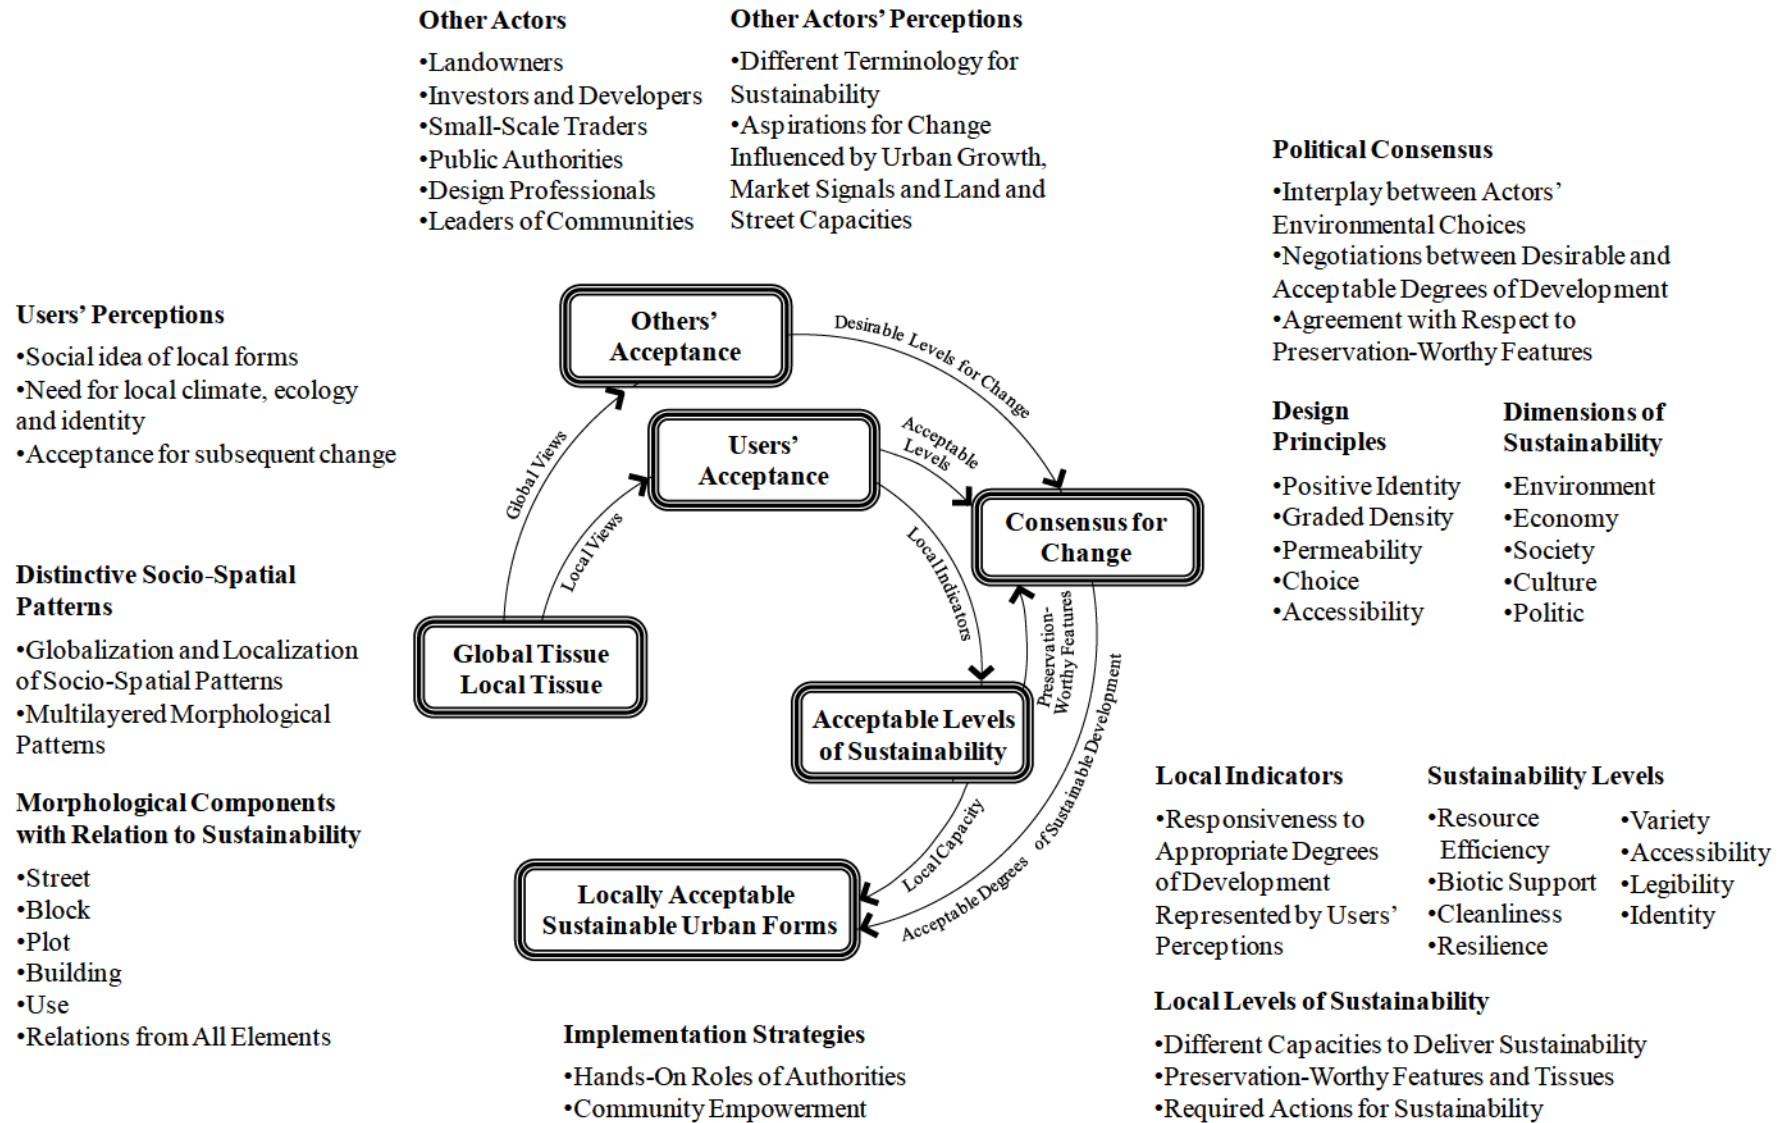 Other Actors
•Landowners
•Investors and Developers
•Small-Scale Traders
•Public Authorities
•Design Professionals
•Leaders of Communities
Other Actors’ Perceptions
•Different Terminology for
Sustainability
•Aspirations for Change
Influenced by Urban Growth,
Market Signals and Land and
Street Capacities
Political Consensus
•Interplay between Actors’
Environmental Choices
•Negotiations between Desirable and
Acceptable Degrees of Development
•Agreement with Respect to
Preservation-Worthy Features
Users’ Perceptions
•Social idea of local forms
•Need for local climate, ecology
and identity
•Acceptance for subsequent change
Others’
Acceptance
Desirable Levels for Change
Users’
Acceptance
Acceptable
Levels
Global Views
Local Views
Design
Principles
•Positive Identity
•Graded Density
•Permeability
•Choice
•Accessibility
Dimensions of
Sustainability
•Environment
•Economy
•Society
•Culture
•Politic
Consensus for
Change
Local Indicators
Distinctive Socio-Spatial
Patterns
•Globalization and Localization
of Socio-Spatial Patterns
•Multilayered Morphological
Patterns
Global Tissue
Local Tissue
Preservation-
Worthy Features
Acceptable Levels
of Sustainability
Acceptable Degrees of Sustainable Development
Local Capacity
Morphological Components
with Relation to Sustainability
•Street
•Block
•Plot
•Building
•Use
•Relations from All Elements
Locally Acceptable
Sustainable Urban Forms
Local Indicators
•Responsiveness to
Appropriate Degrees
of Development
Represented by Users’
Perceptions
Sustainability Levels
•Resource
Efficiency
•Biotic Support
•Cleanliness
•Resilience
•Variety
•Accessibility
•Legibility
•Identity
Local Levels of Sustainability
•Different Capacities to Deliver Sustainability
•Preservation-Worthy Features and Tissues
•Required Actions for Sustainability
Implementation Strategies
•Hands-On Roles of Authorities
•Community Empowerment